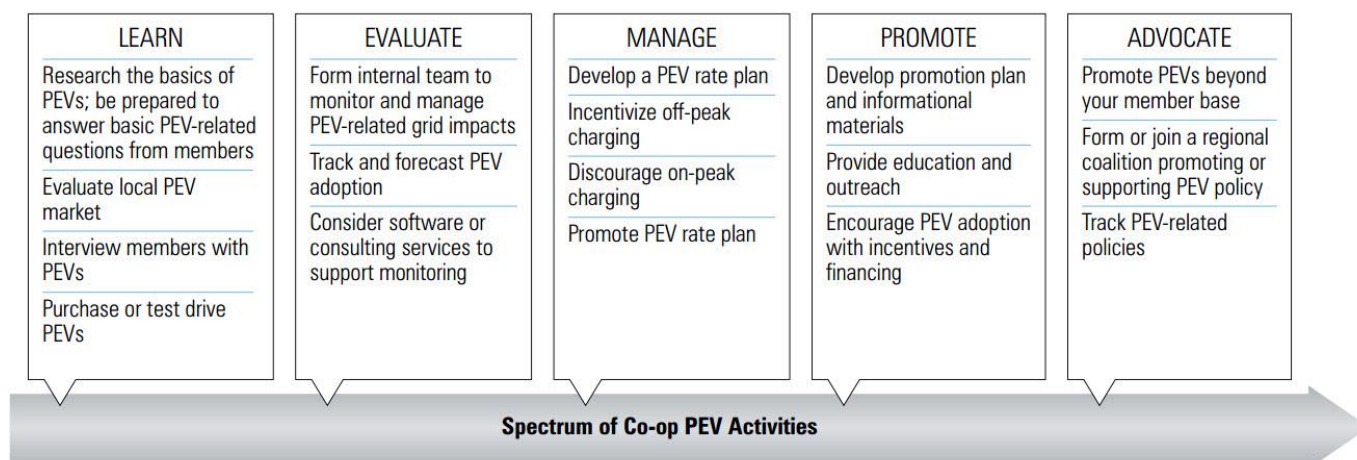 LEARN
Research the basics of
PEVs; be prepared to
answer basic PEV-related
questions from members
Evaluate local PEV
market
Interview members with
PEVs
Purchase or test drive
PEVs
EVALUATE
Form internal team to
monitor and manage
PEV-related grid impacts
Track and forecast PEV
adoption
Consider software or
consulting services to
support monitoring
MANAGE
Develop a PEV rate plan
Incentivize off-peak
charging
Discourage on-peak
charging
Promote PEV rate plan
PROMOTE
Develop promotion plan
and informational
materials
Provide education and
outreach
Encourage PEV adoption
with incentives and
financing
ADVOCATE
Promote PEVs beyond
your member base
Form or join a regional
coalition promoting or
supporting PEV policy
Track PEV-related
policies
Spectrum of Co-op PEV Activities